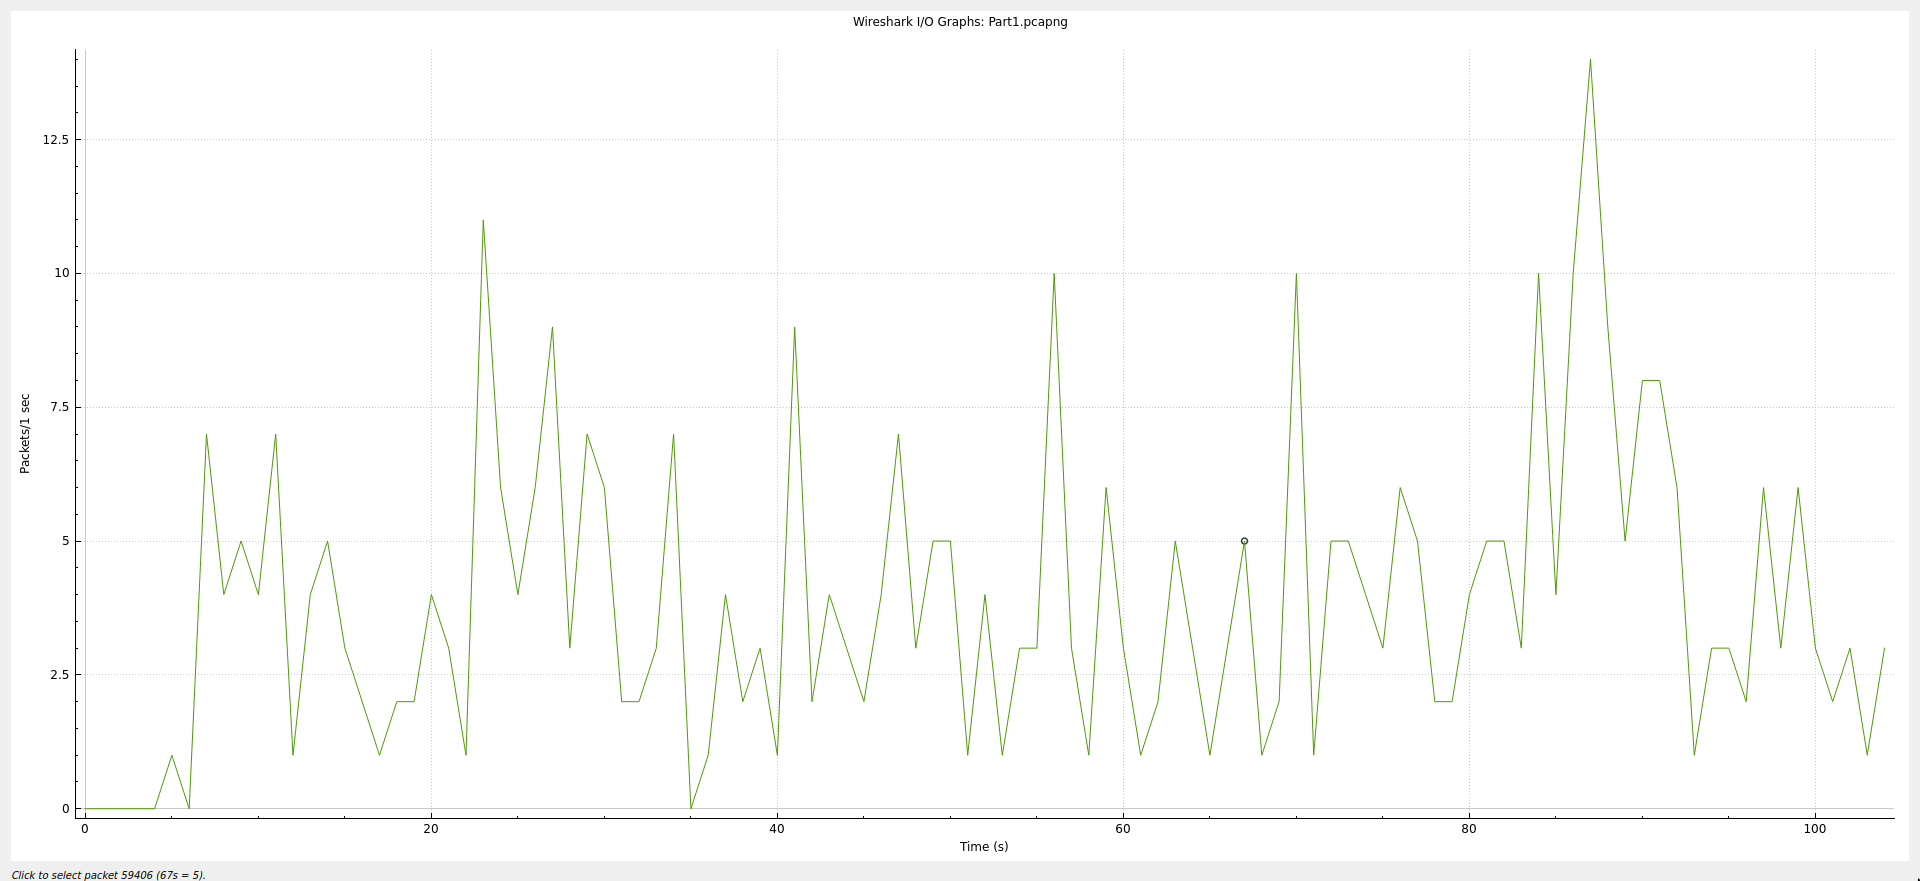 Wireshark I/O Graphs: Part1.pcapng
12.5
10
7.5
5
2.5
0
Packets/1 sec
0 20 40 60 80 100
Time (s)
Click to select packet 59406 (67s = 5).